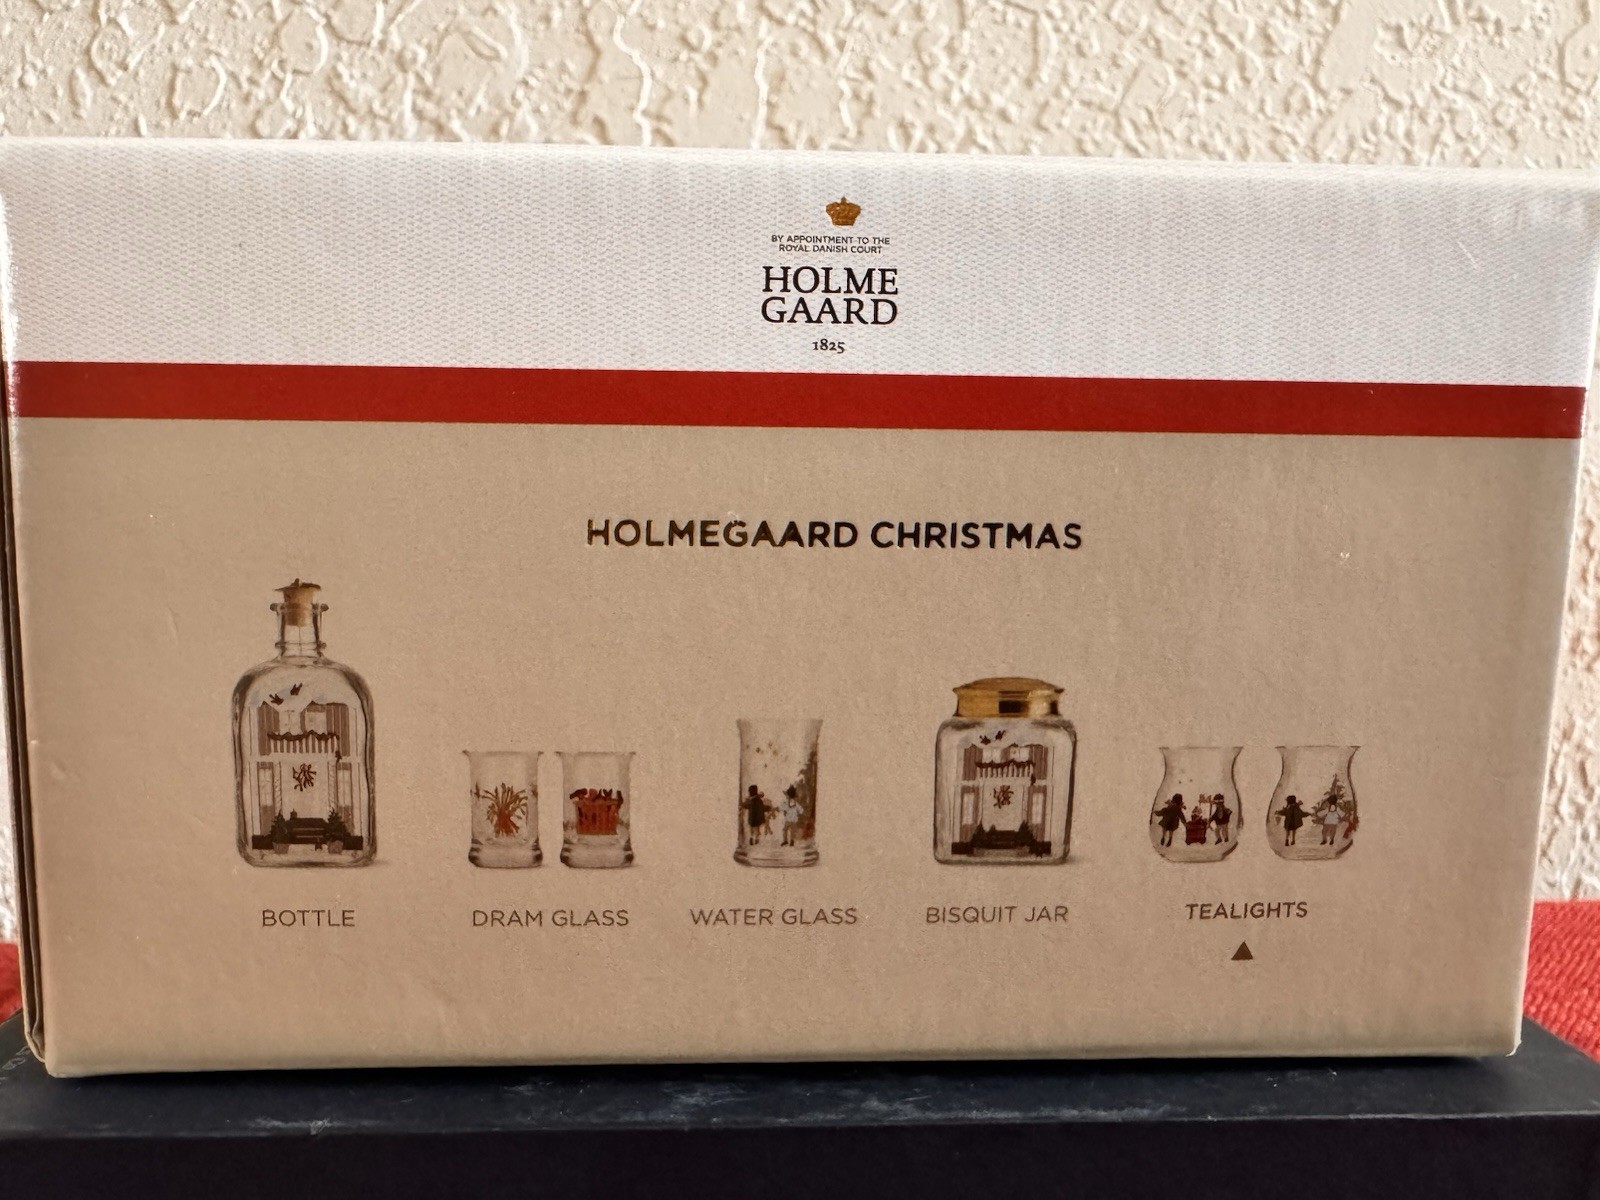 BY APPOINTMENT TO THE
ROYAL DANISH COURT
HOLME
GAARD
1825
HOLMEGAARD CHRISTMAS
BOTTLE
DRAM GLASS
WATER GLASS
BISQUIT JAR
TEALIGHTS